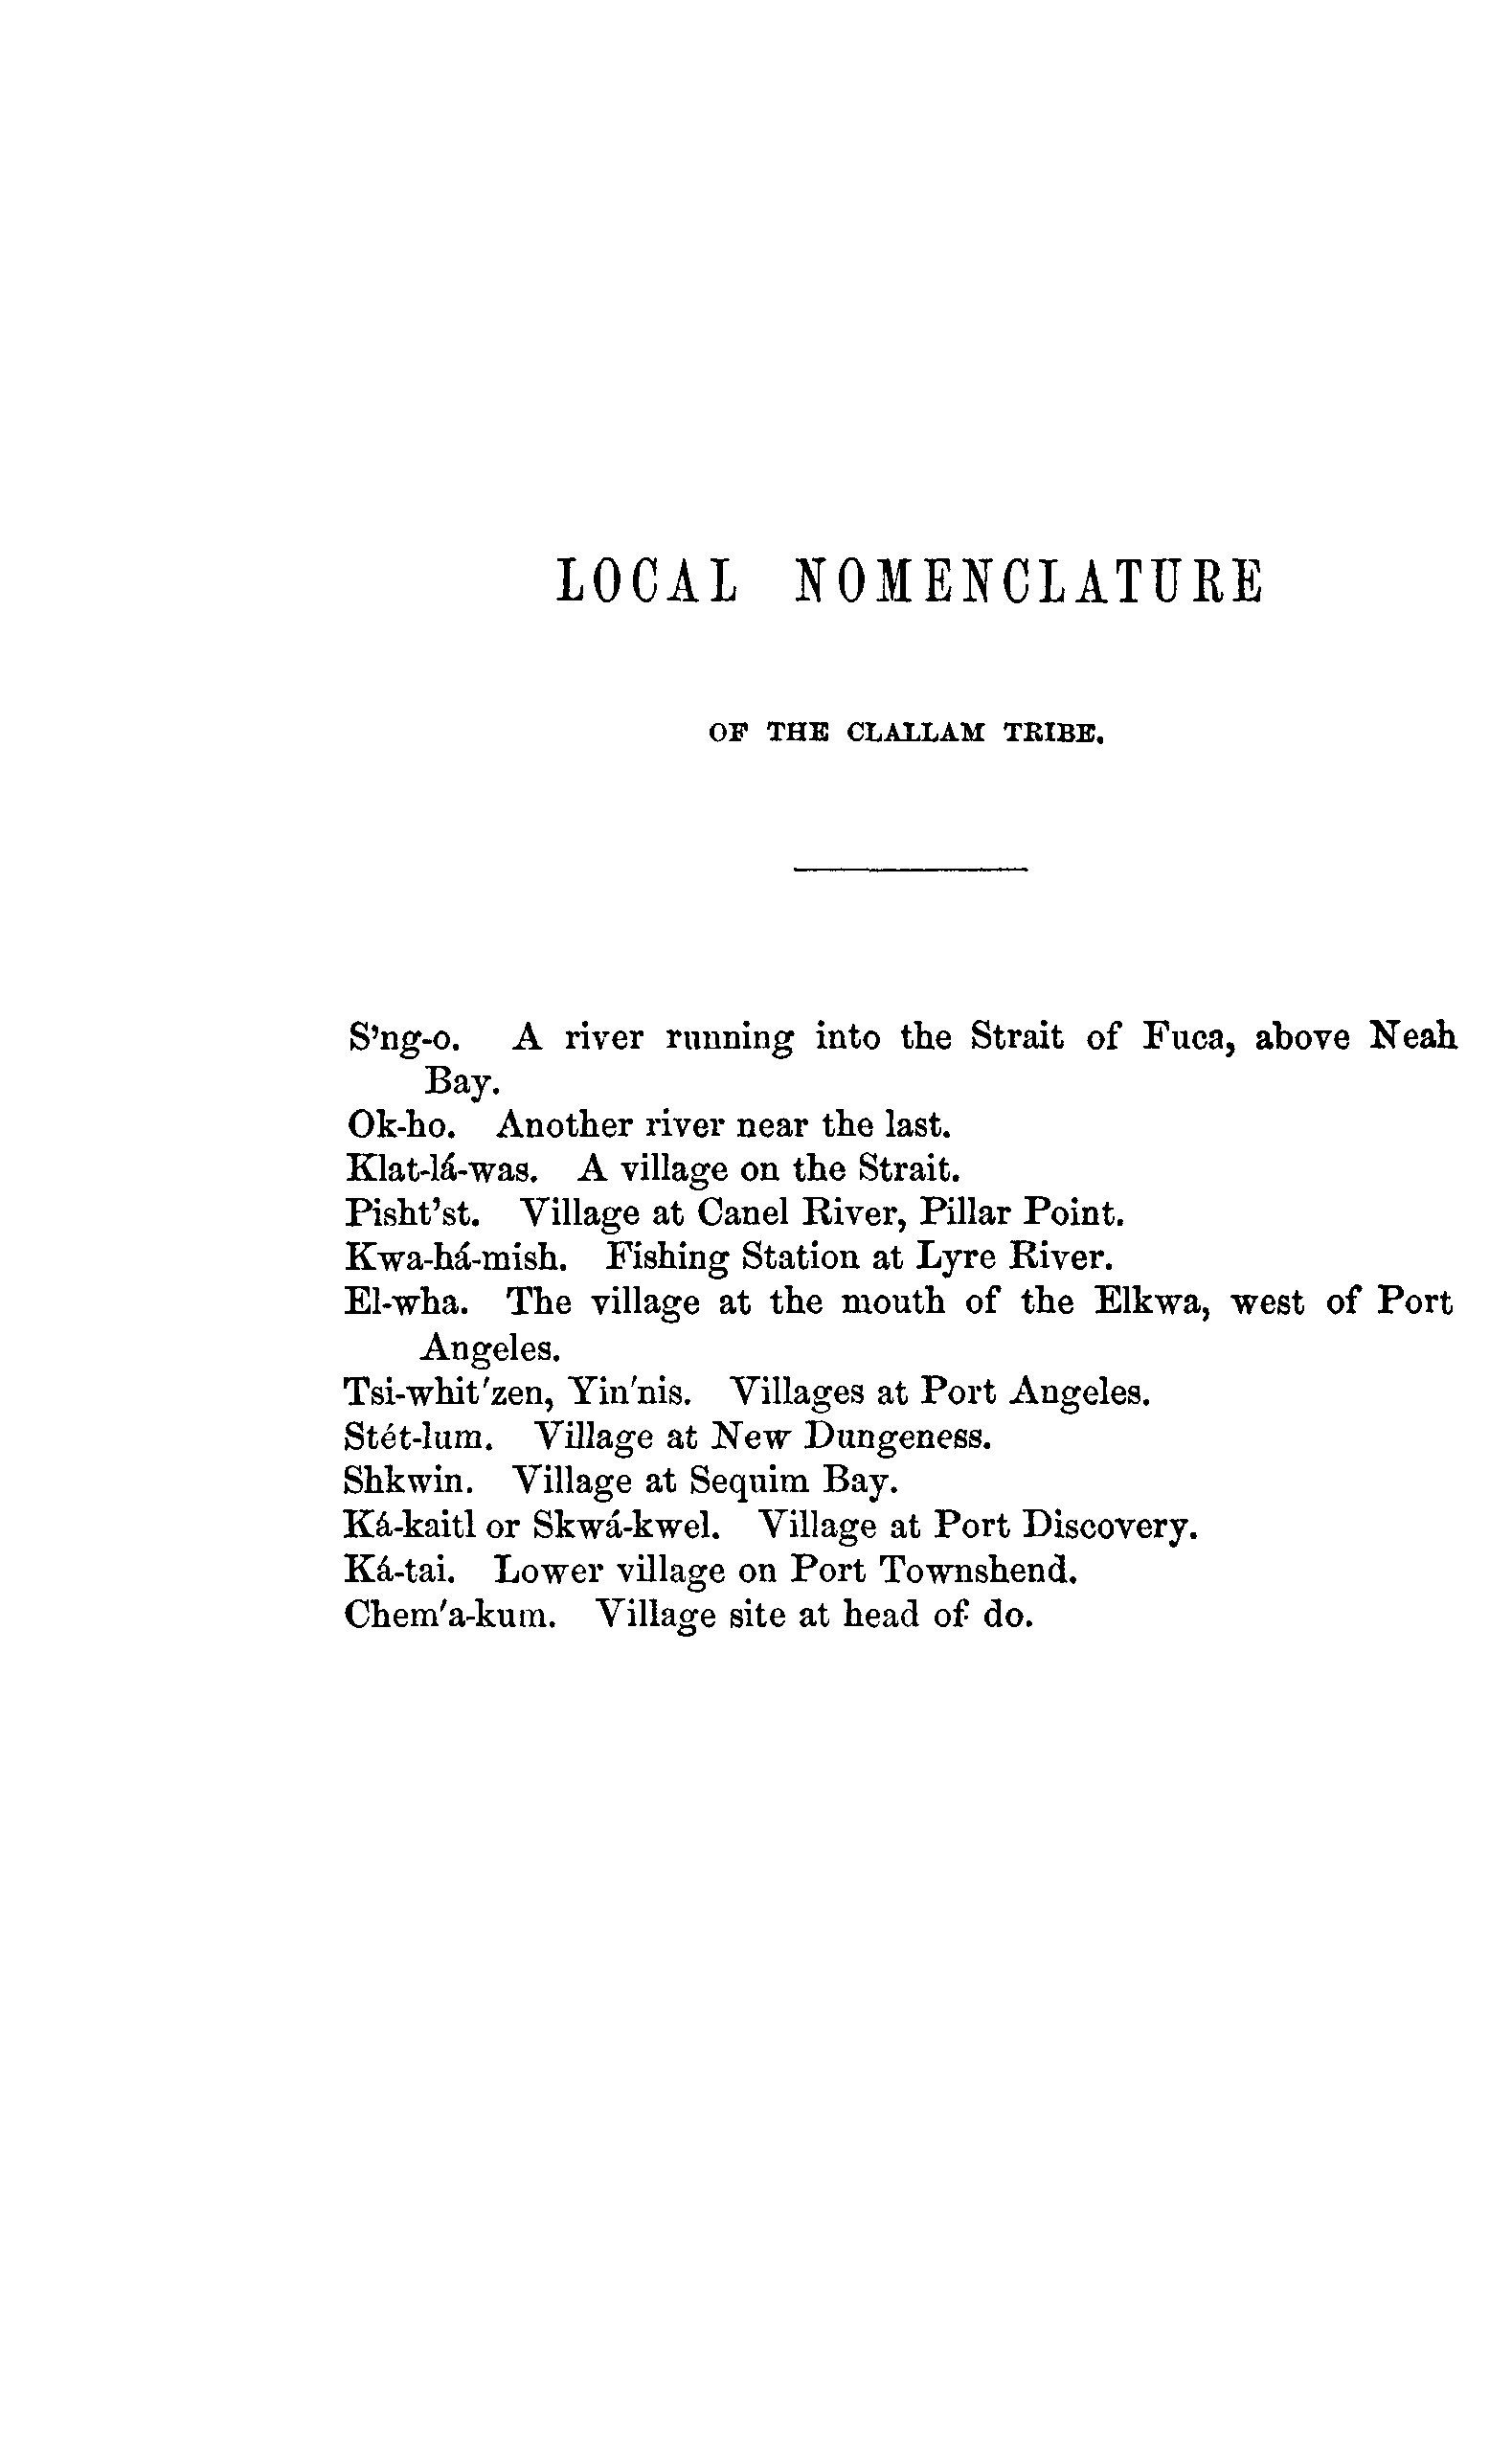 LOCAL NOMENCLATURE
OF THE CLALLAM TRIBE.
S’ng-o. A river running into the Strait of Fuca, above Neah
Bay.
Ok-ho. Another river near the last.
Klat-lá-was. A village on the Strait.
Pisht’st. Village at Canel River, Pillar Point.
Kwa-há-mish. Fishing Station at Lyre River.
El-wha. The village at the mouth of the Elkwa, west of Port
Angeles.
Tsi-whit'zen, Yin'nis. Villages at Port Angeles.
Stét-lum. Village at New Dungeness.
Shkwin. Village at Sequim Bay.
Ká-kaitl or Skwá-kwel. Village at Port Discovery.
Ká-tai. Lower village on Port Townshend.
Chem'a-kum. Village site at head of do.